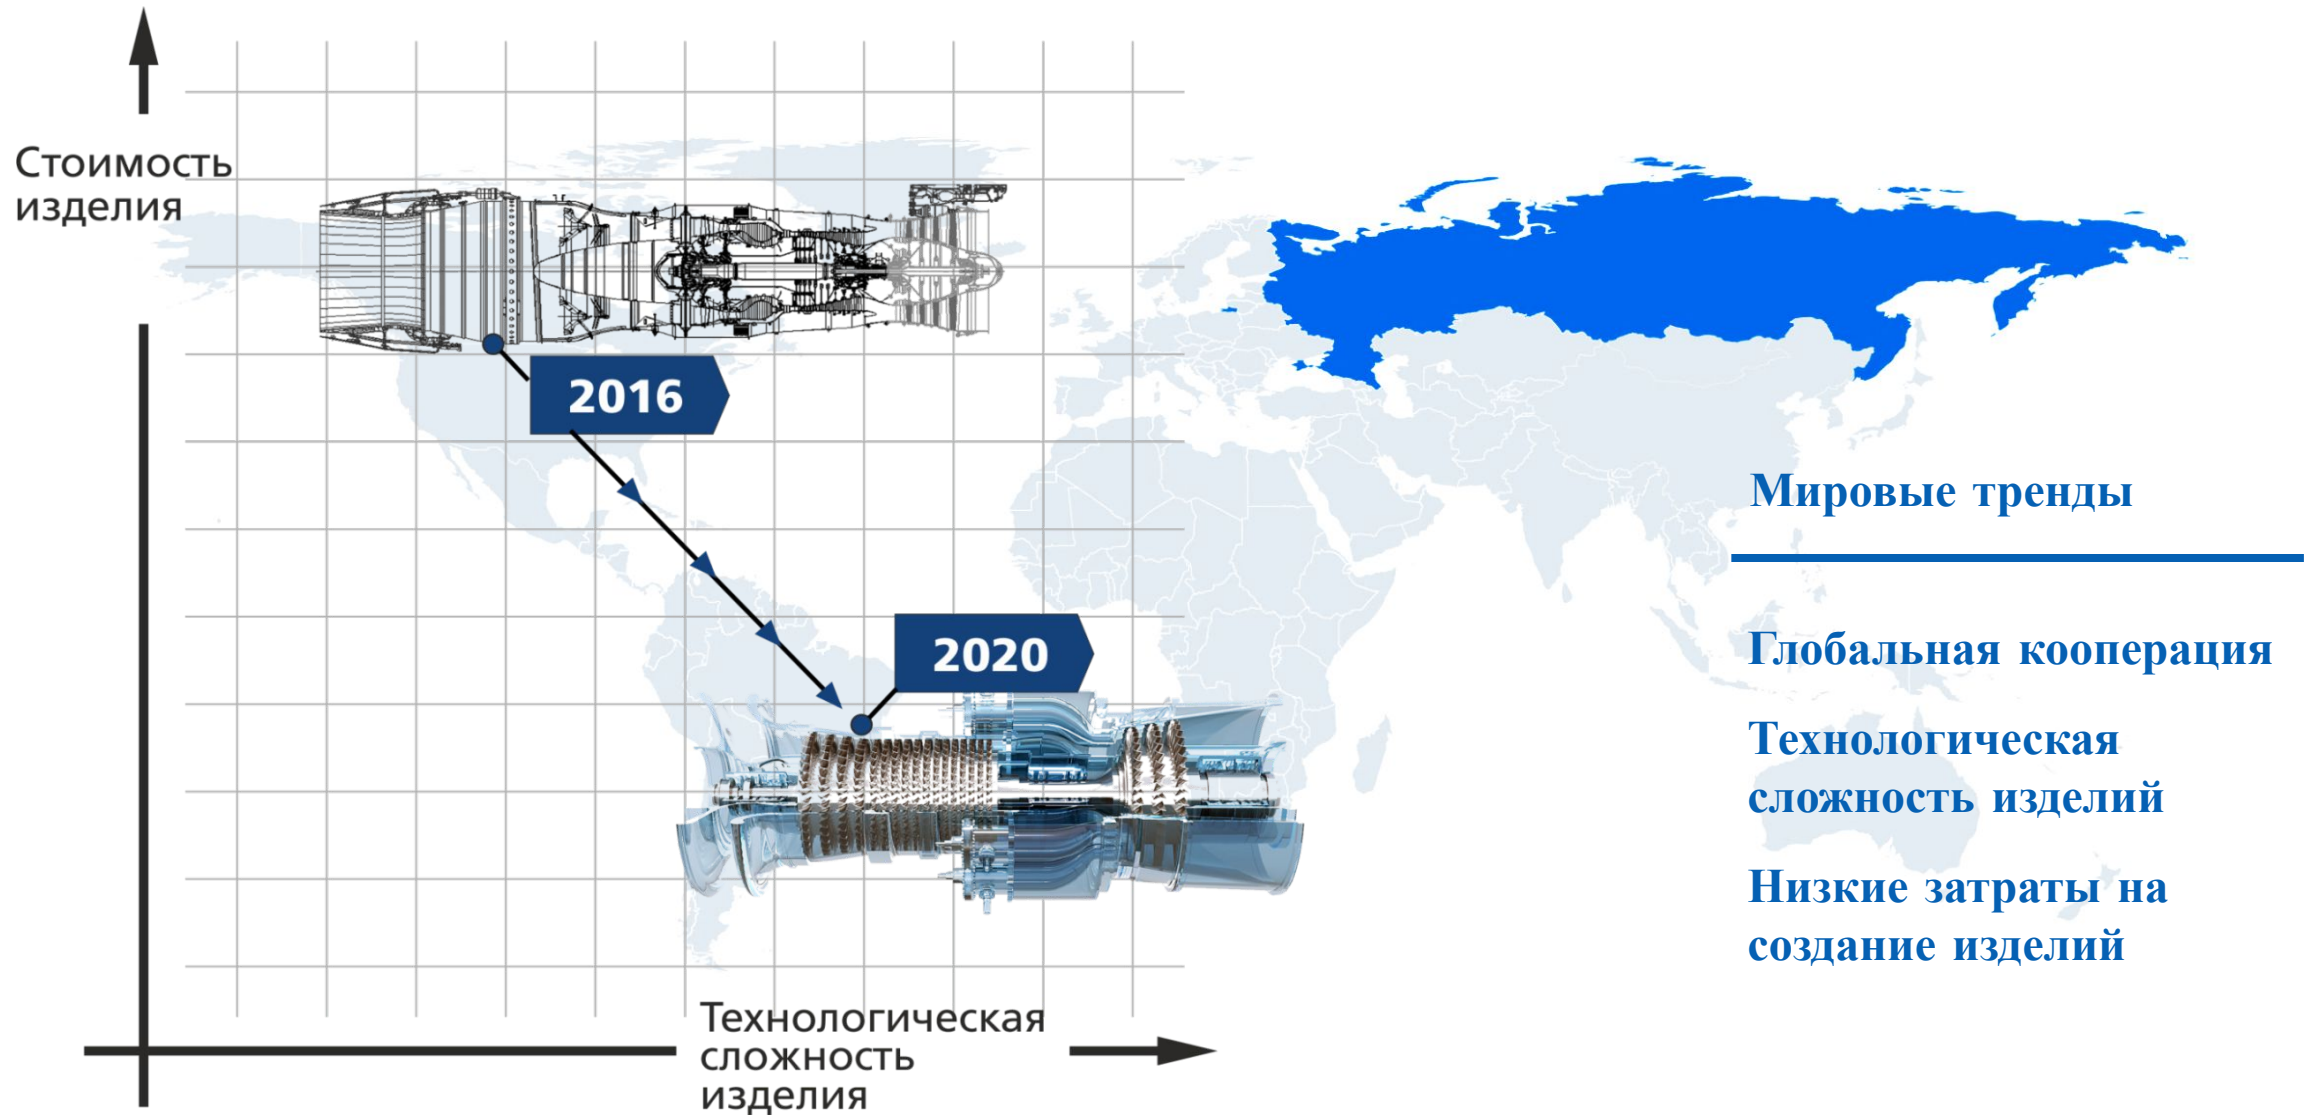 Стоимость
изделия
2016
2020
Технологическая
сложность
изделия
Мировые тренды
Глобальная кооперация
Технологическая
сложность изделий
Низкие затраты на
создание изделий